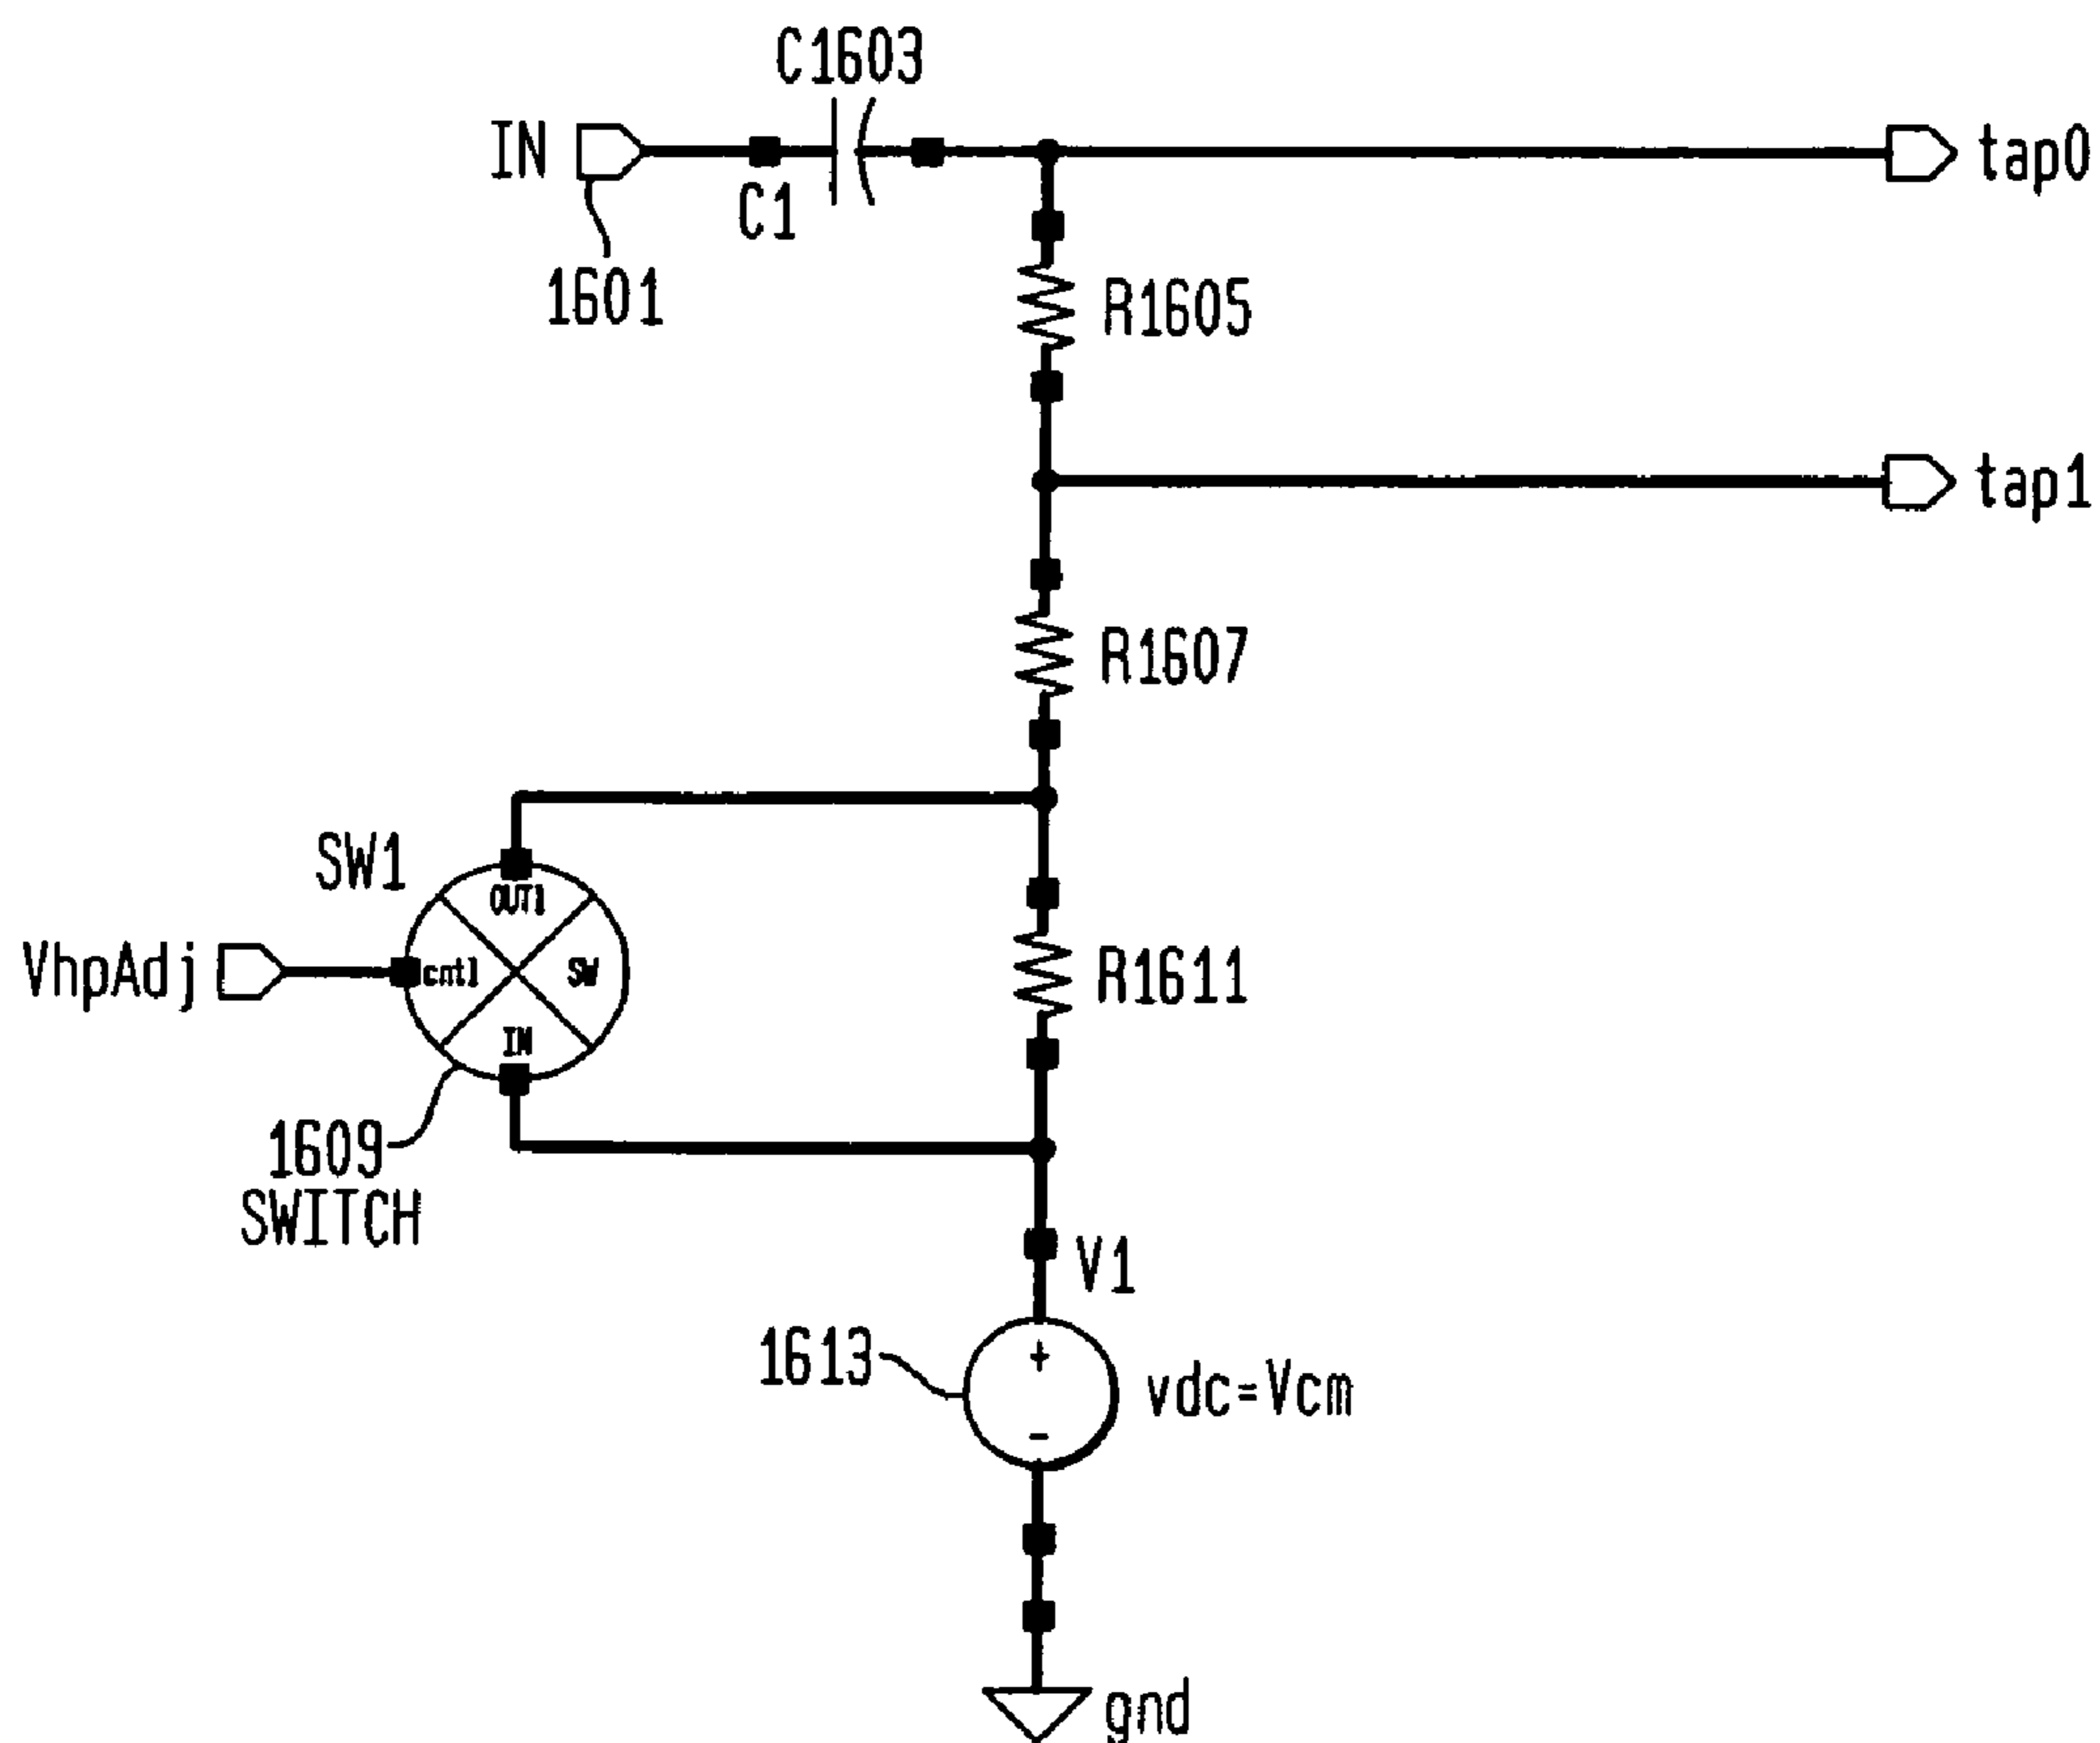 C1603
IN
tap0
C1
1601
R1605
tap1
R1607
SW1
OUT1
VhpAdj
cntl
SW
R1611
IN
1609
SWITCH
V1
1613
+
vdc=Vcm
-
gnd